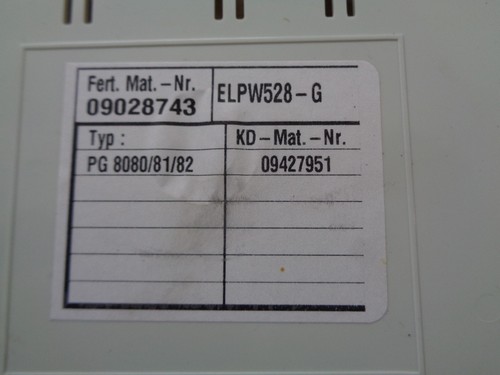 Fert. Mat.-Nr.
09028743
ELPW528-G
Typ :
KD-Mat.-Nr.
PG 8080/81/82
09427951